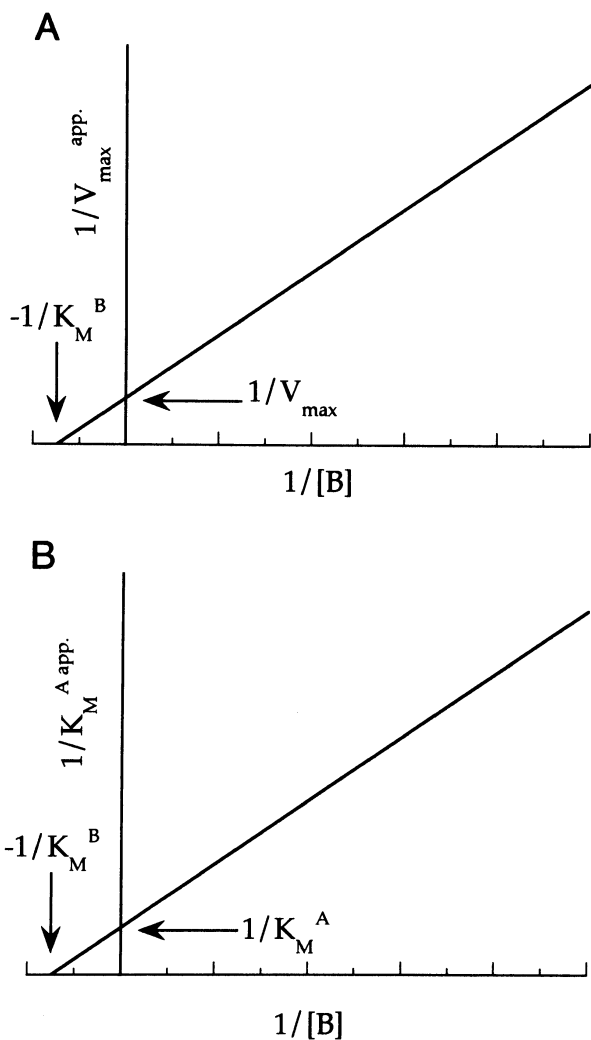 A
1/V_max^app.
-1/K_M^B
1/V_max
1/[B]
B
1/K_M^A app.
-1/K_M^B
1/K_M^A
1/[B]